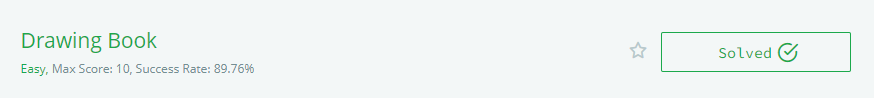 Drawing Book
Easy, Max Score: 10, Success Rate: 89.76%
Solved